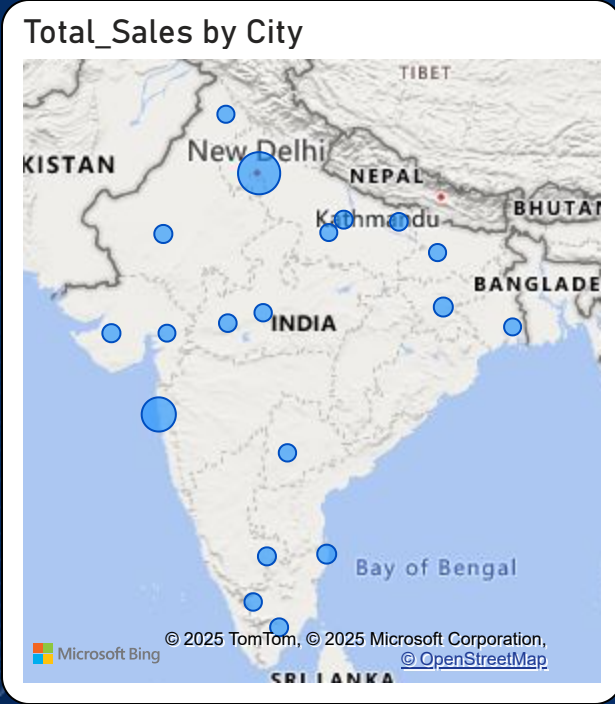 Total_Sales by City
TIBET
New Delhi
KISTAN
NEPAL
Kathmandu
BHUTAN
BANGLADE
INDIA
Bay of Bengal
© 2025 TomTom, © 2025 Microsoft Corporation,
Microsoft Bing
© OpenStreetMap
SRI LANKA